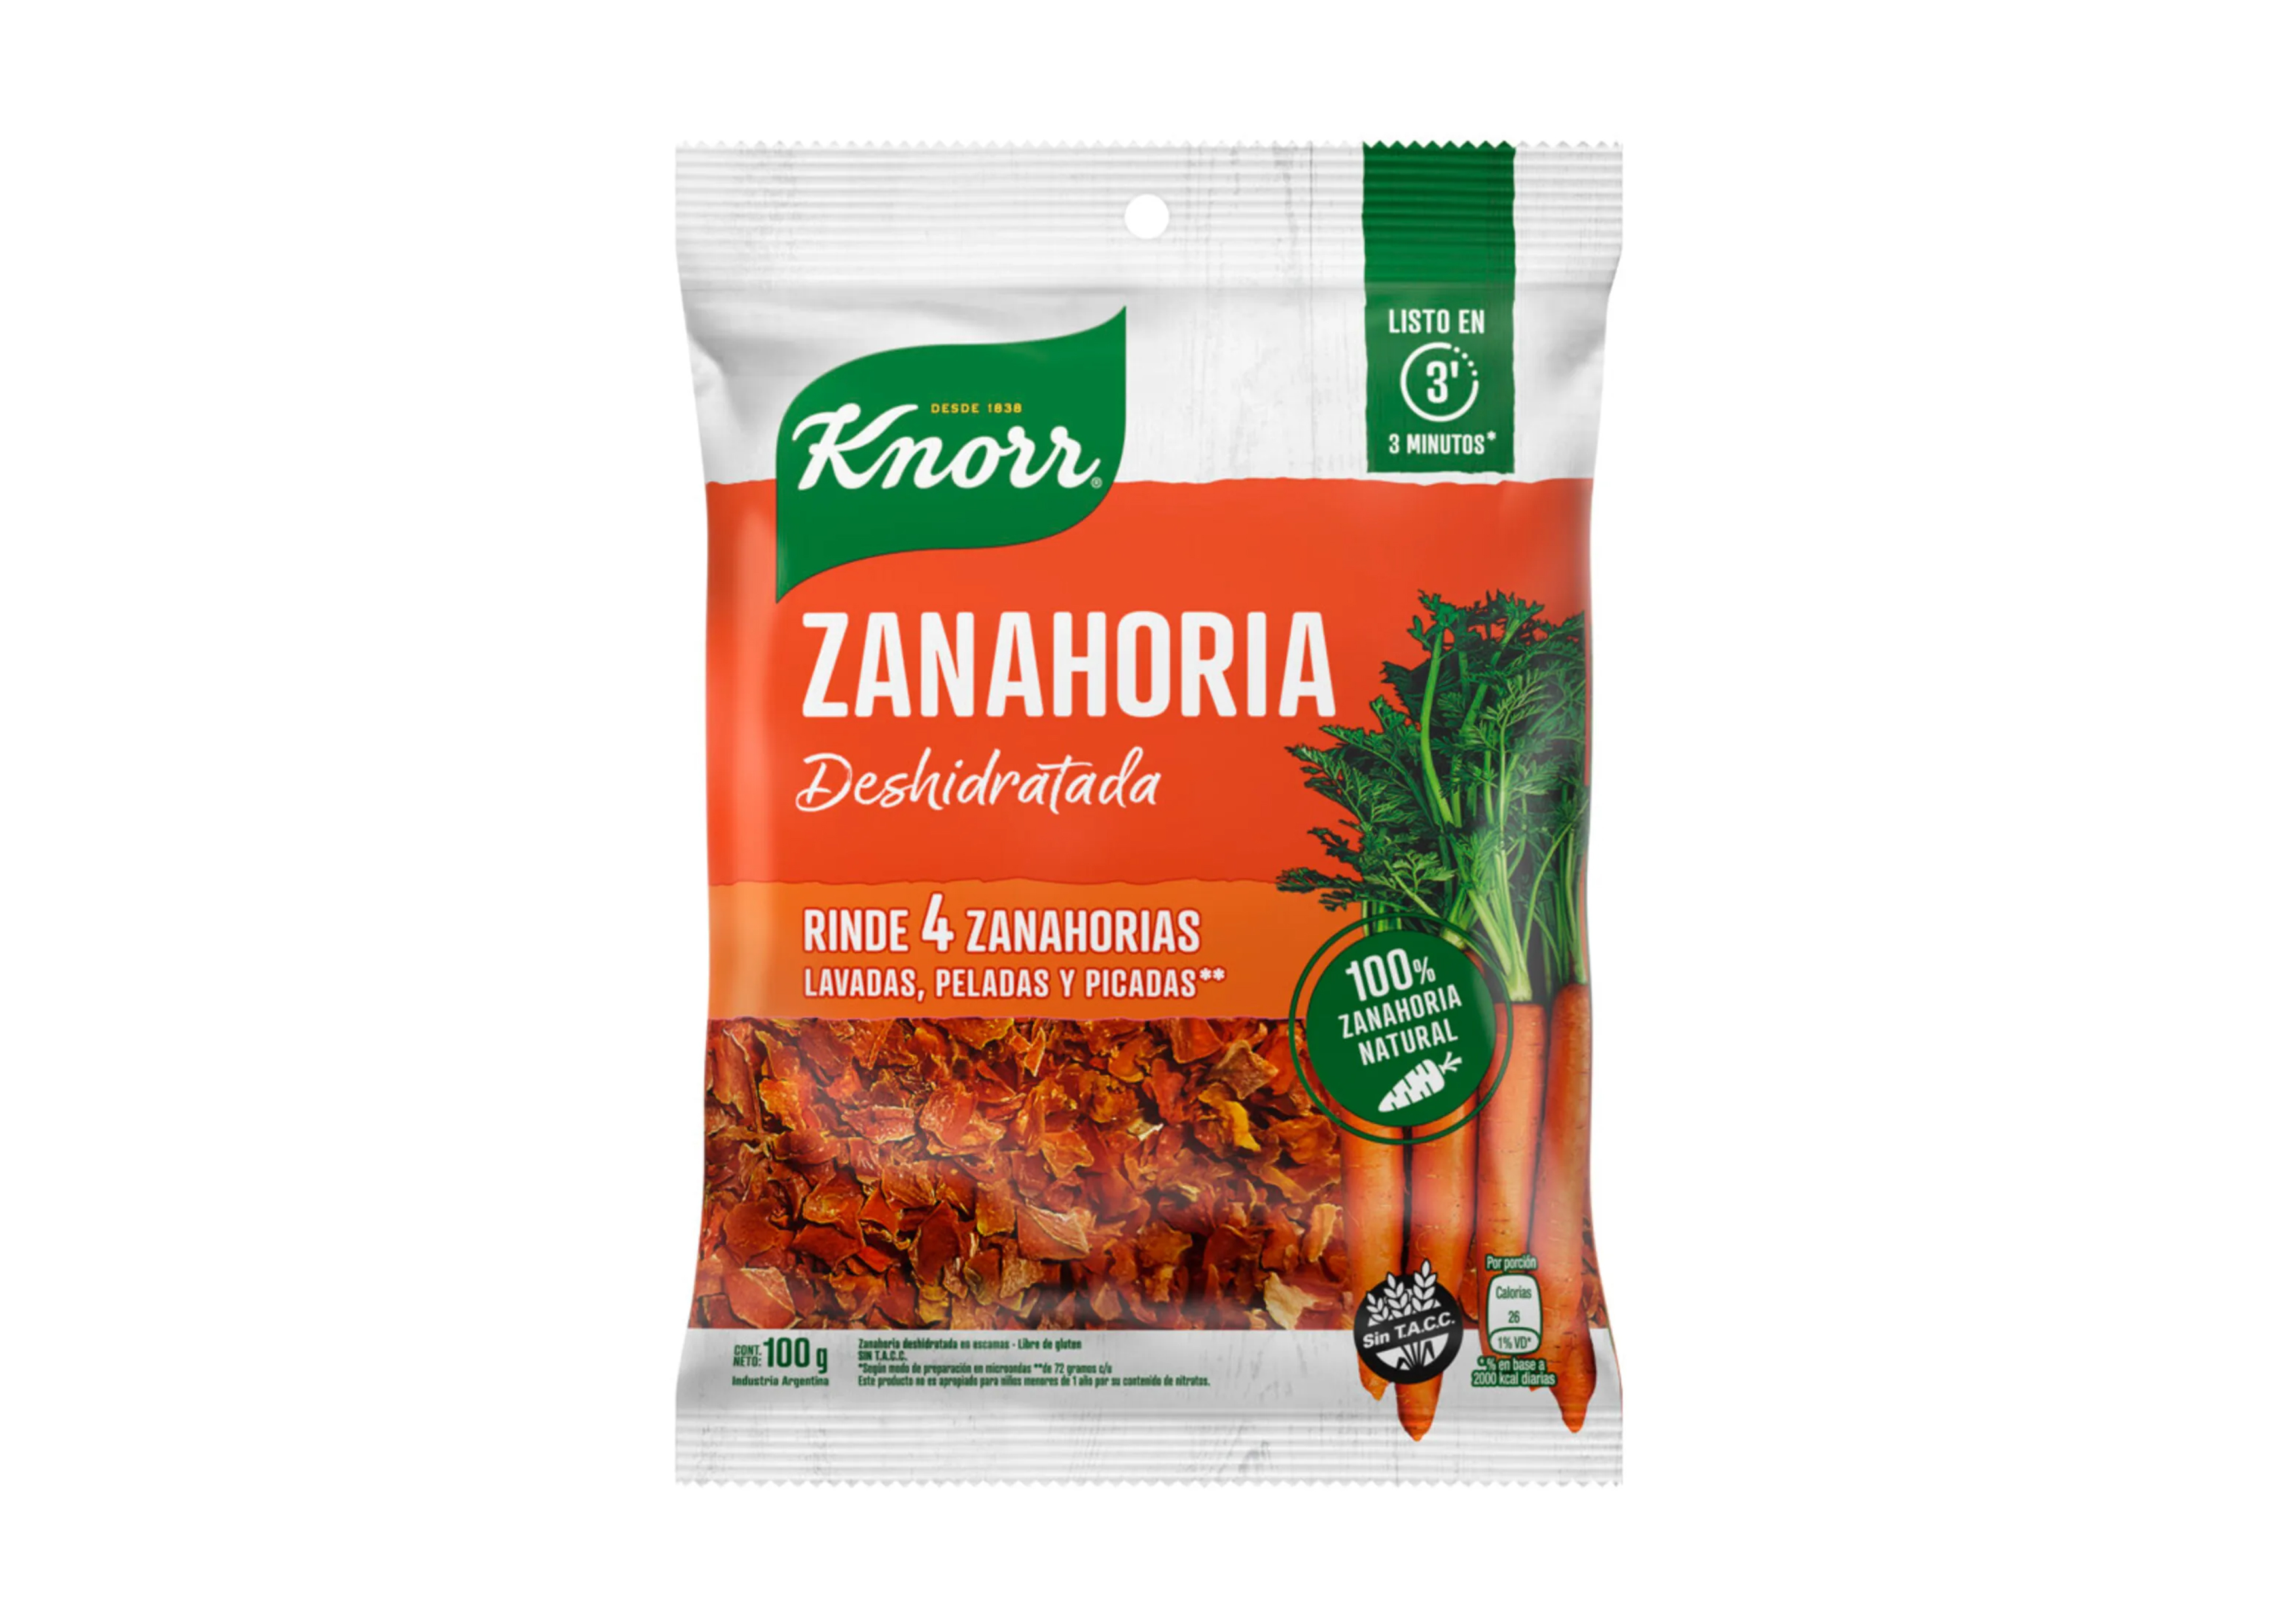 LISTO EN
3'
3 MINUTOS*
DESDE 1838
Knorr®
ZANAHORIA
Deshidratada
RINDE 4 ZANAHORIAS
LAVADAS, PELADAS Y PICADAS**
100%
ZANAHORIA
NATURAL
Sin T.A.C.C.
Por porción
Calorías
26
1% VD*
*% en base a
2000 kcal diarias
CONT.
NETO: 100 g
Industria Argentina
Zanahoria deshidratada en escamas - Libre de gluten
SIN T.A.C.C.
*Según modo de preparación en microondas **de 72 gramos c/u
Este producto no es apropiado para niños menores de 1 año por su contenido de nitratos.